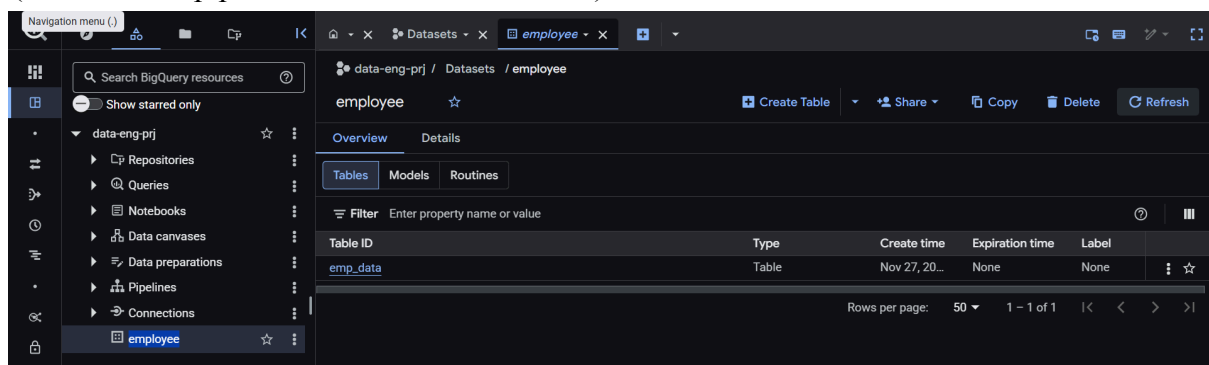 Navigation menu (.)
Datasets
employee
Search BigQuery resources
Show starred only
data-eng-prj
Repositories
Queries
Notebooks
Data canvases
Data preparations
Pipelines
Connections
employee
data-eng-prj / Datasets / employee
employee
Create Table
Share
Copy
Delete
Refresh
Overview Details
Tables Models Routines
Filter Enter property name or value
Table ID Type Create time Expiration time Label
emp_data Table Nov 27, 20... None None
Rows per page: 50 1 – 1 of 1